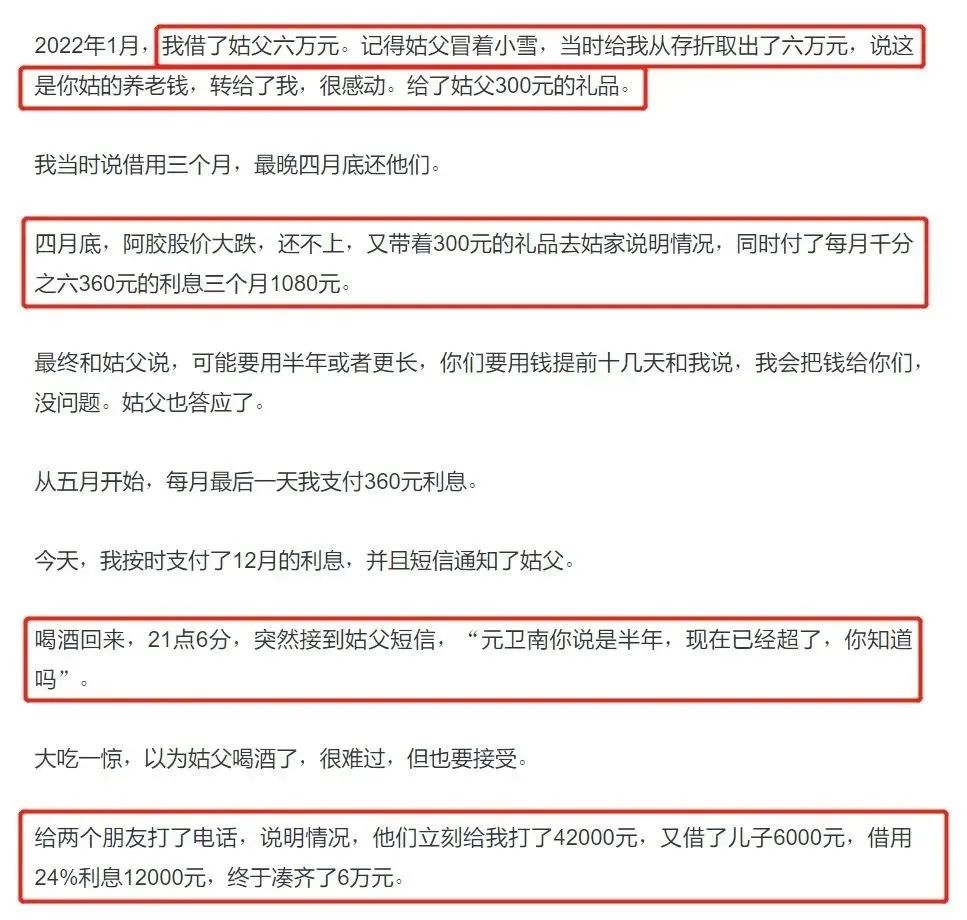 2022年1月，我借了姑父六万元。记得姑父冒着小雪，当时给我从存折取出了六万元，说这
是你姑的养老钱，转给了我，很感动。给了姑父300元的礼品。
我当时说借用三个月，最晚四月底还他们。
四月底，阿胶股价大跌，还不上，又带着300元的礼品去姑家说明情况，同时付了每月千分
之六360元的利息三个月1080元。
最终和姑父说，可能要用半年或者更长，你们要用钱提前十几天和我说，我会把钱给你们，
没问题。姑父也答应了。
从五月开始，每月最后一天我支付360元利息。
今天，我按时支付了12月的利息，并且短信通知了姑父。
喝酒回来，21点6分，突然接到姑父短信，“元卫南你说是半年，现在已经超了，你知道
吗”。
大吃一惊，以为姑父喝酒了，很难过，但也要接受。
给两个朋友打了电话，说明情况，他们立刻给我打了42000元，又借了儿子6000元，借用
24%利息12000元，终于凑齐了6万元。